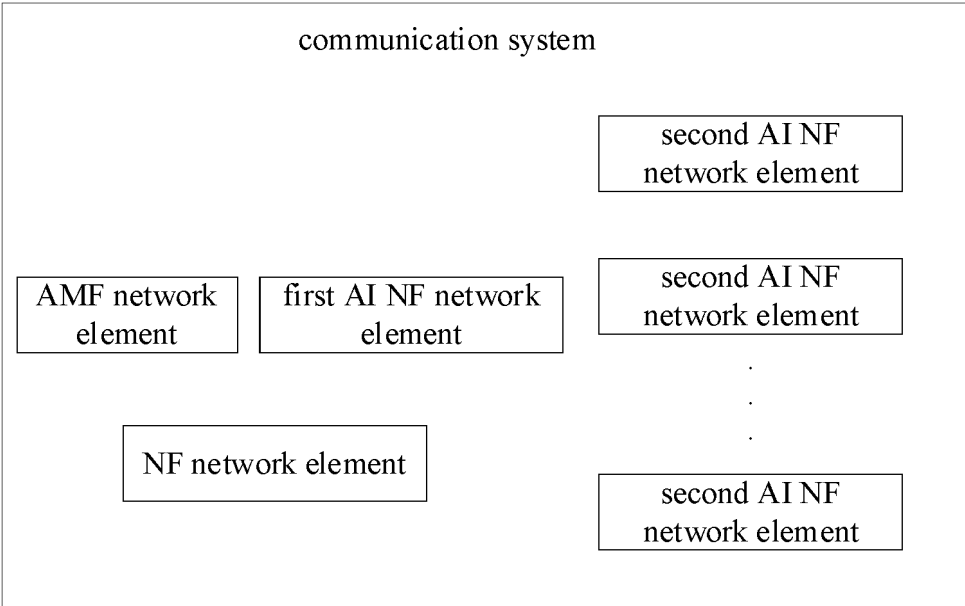 communication system
second AI NF
network element
AMF network
element
first AI NF network
element
second AI NF
network element
.
.
.
NF network element
second AI NF
network element